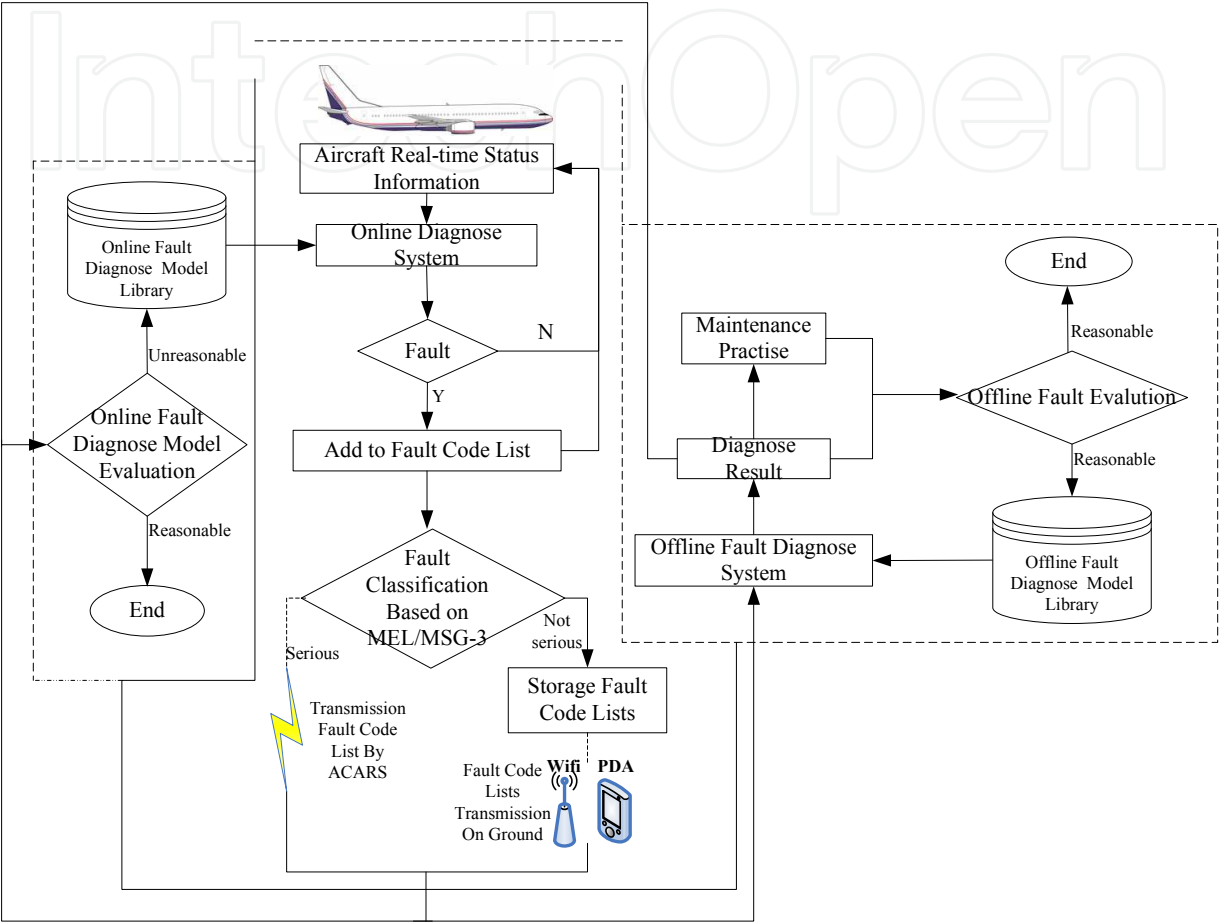 IntechOpen
Aircraft Real-time Status
Information
Online Diagnose
System
Online Fault
Diagnose Model
Library
Fault
N
Y
Unreasonable
Online Fault
Diagnose Model
Evaluation
Reasonable
End
Add to Fault Code List
Fault
Classification
Based on
MEL/MSG-3
Serious
Not
serious
Transmission
Fault Code
List By
ACARS
Storage Fault
Code Lists
Wifi
PDA
Fault Code
Lists
Transmission
On Ground
End
Reasonable
Maintenance
Practise
Offline Fault Evalution
Diagnose
Result
Reasonable
Offline Fault Diagnose
System
Offline Fault
Diagnose Model
Library